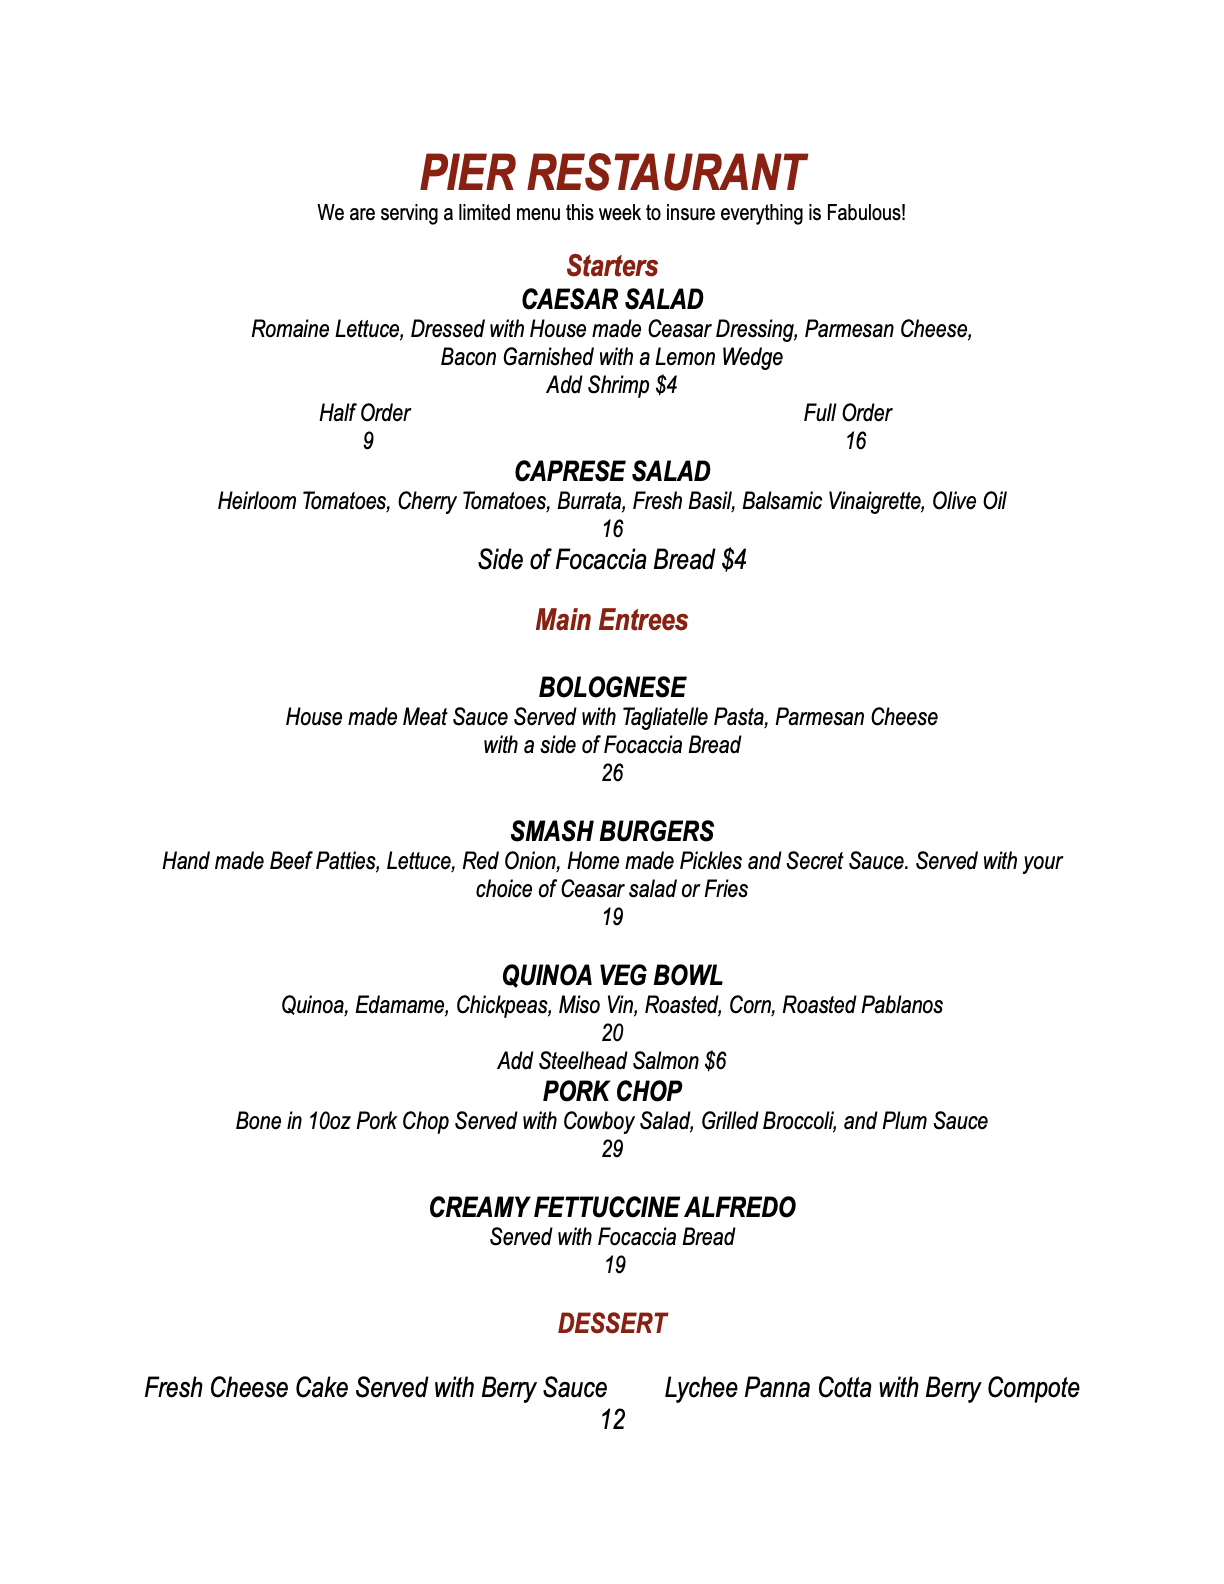 PIER RESTAURANT
We are serving a limited menu this week to insure everything is Fabulous!
Starters
CAESAR SALAD
Romaine Lettuce, Dressed with House made Ceasar Dressing, Parmesan Cheese,
Bacon Garnished with a Lemon Wedge
Add Shrimp $4
Half Order Full Order
9 16
CAPRESE SALAD
Heirloom Tomatoes, Cherry Tomatoes, Burrata, Fresh Basil, Balsamic Vinaigrette, Olive Oil
16
Side of Focaccia Bread $4
Main Entrees
BOLOGNESE
House made Meat Sauce Served with Tagliatelle Pasta, Parmesan Cheese
with a side of Focaccia Bread
26
SMASH BURGERS
Hand made Beef Patties, Lettuce, Red Onion, Home made Pickles and Secret Sauce. Served with your
choice of Ceasar salad or Fries
19
QUINOA VEG BOWL
Quinoa, Edamame, Chickpeas, Miso Vin, Roasted, Corn, Roasted Pablanos
20
Add Steelhead Salmon $6
PORK CHOP
Bone in 10oz Pork Chop Served with Cowboy Salad, Grilled Broccoli, and Plum Sauce
29
CREAMY FETTUCCINE ALFREDO
Served with Focaccia Bread
19
DESSERT
Fresh Cheese Cake Served with Berry Sauce Lychee Panna Cotta with Berry Compote
12